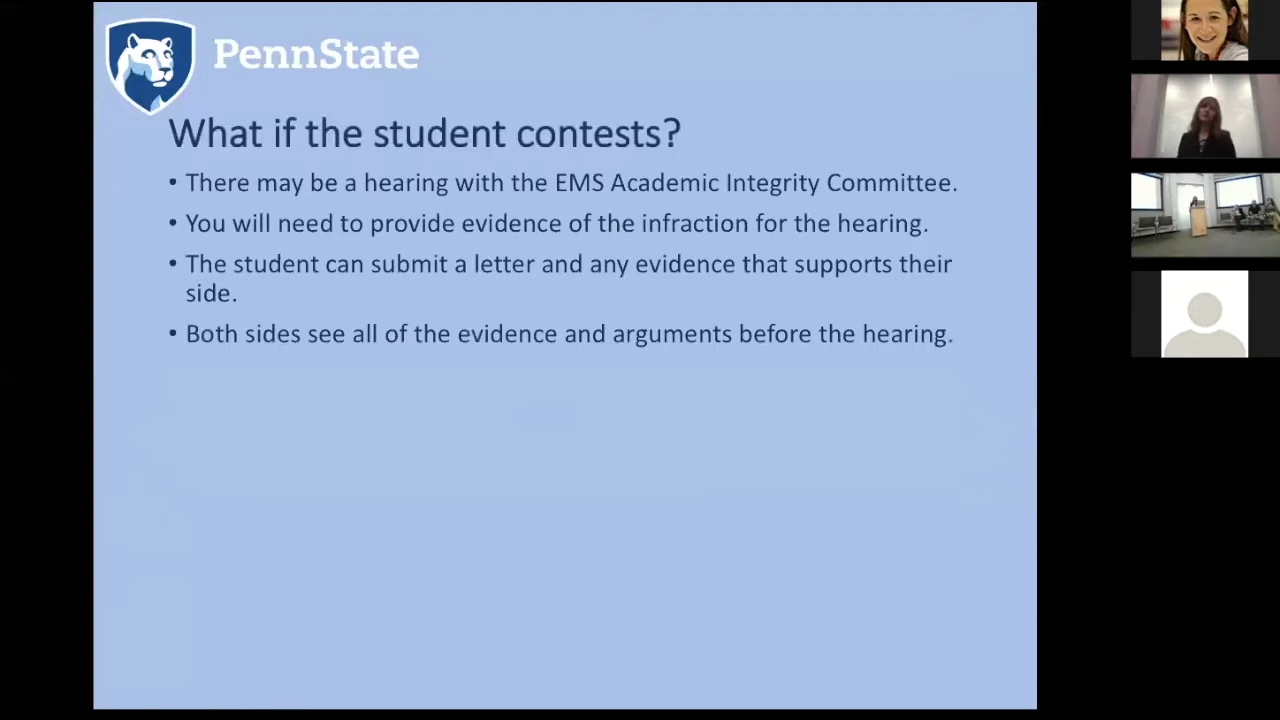 PennState
What if the student contests?
• There may be a hearing with the EMS Academic Integrity Committee.
• You will need to provide evidence of the infraction for the hearing.
• The student can submit a letter and any evidence that supports their
side.
• Both sides see all of the evidence and arguments before the hearing.